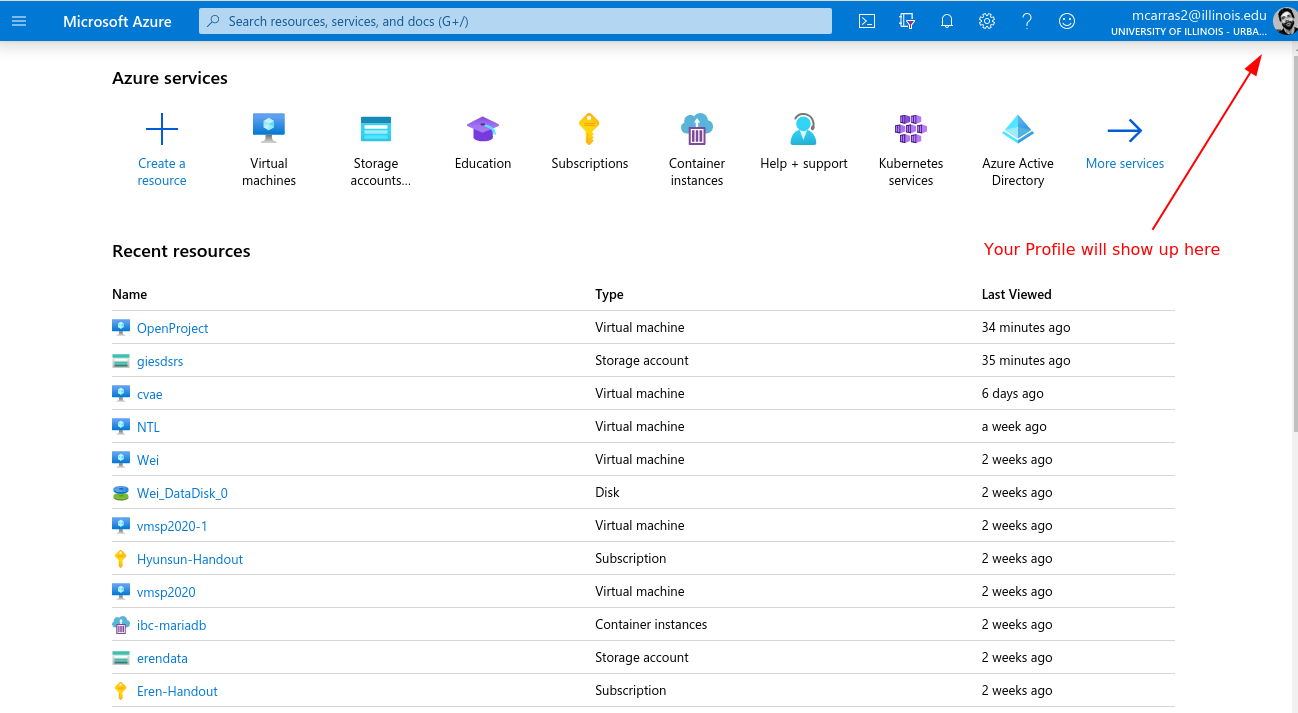 Microsoft Azure
Search resources, services, and docs (G+/)
mcarras2@illinois.edu
UNIVERSITY OF ILLINOIS - URBA...
Azure services
Create a resource
Virtual machines
Storage accounts...
Education
Subscriptions
Container instances
Help + support
Kubernetes services
Azure Active Directory
More services
Your Profile will show up here
Recent resources
Name Type Last Viewed
OpenProject Virtual machine 34 minutes ago
giesdsrs Storage account 35 minutes ago
cvae Virtual machine 6 days ago
NTL Virtual machine a week ago
Wei Virtual machine 2 weeks ago
Wei_DataDisk_0 Disk 2 weeks ago
vmsp2020-1 Virtual machine 2 weeks ago
Hyunsun-Handout Subscription 2 weeks ago
vmsp2020 Virtual machine 2 weeks ago
ibc-mariadb Container instances 2 weeks ago
erendata Storage account 2 weeks ago
Eren-Handout Subscription 2 weeks ago